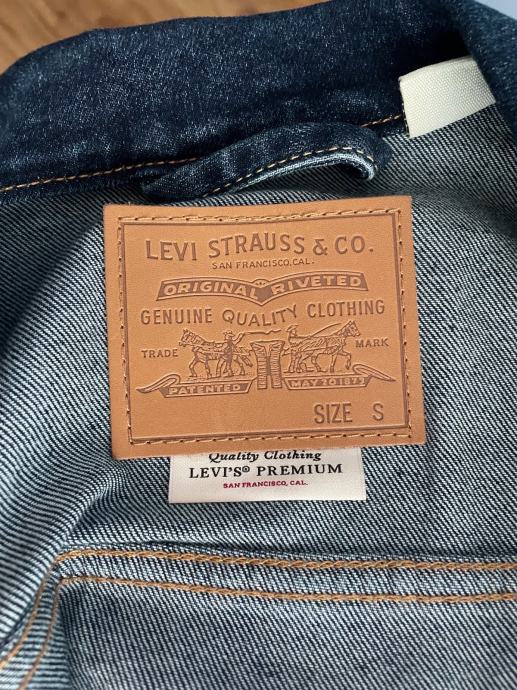 LEVI STRAUSS & CO.
SAN FRANCISCO, CAL.
ORIGINAL RIVETED
GENUINE QUALITY CLOTHING
TRADE MARK
PATENTED MAY 20 1873
SIZE S
Quality Clothing
LEVI'S® PREMIUM
SAN FRANCISCO, CAL.